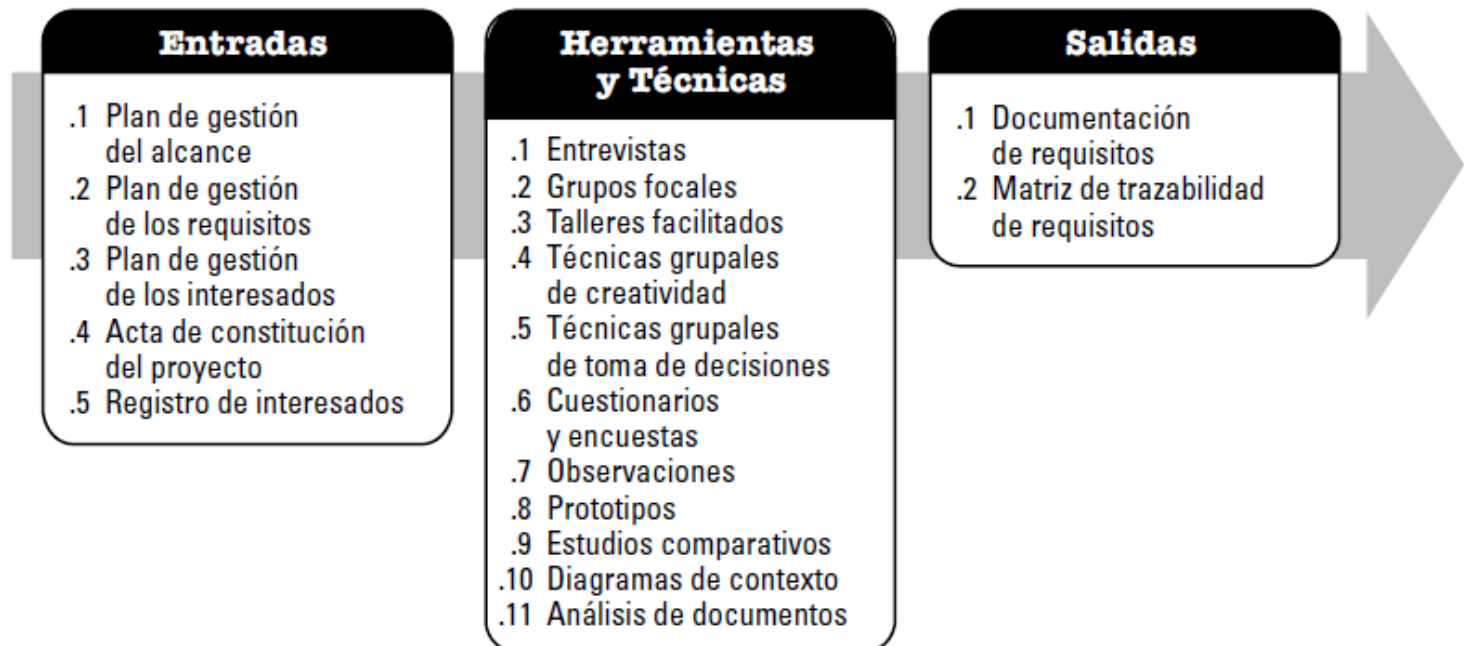 Entradas
.1 Plan de gestión
del alcance
.2 Plan de gestión
de los requisitos
.3 Plan de gestión
de los interesados
.4 Acta de constitución
del proyecto
.5 Registro de interesados
Herramientas
y Técnicas
.1 Entrevistas
.2 Grupos focales
.3 Talleres facilitados
.4 Técnicas grupales
de creatividad
.5 Técnicas grupales
de toma de decisiones
.6 Cuestionarios
y encuestas
.7 Observaciones
.8 Prototipos
.9 Estudios comparativos
.10 Diagramas de contexto
.11 Análisis de documentos
Salidas
.1 Documentación
de requisitos
.2 Matriz de trazabilidad
de requisitos